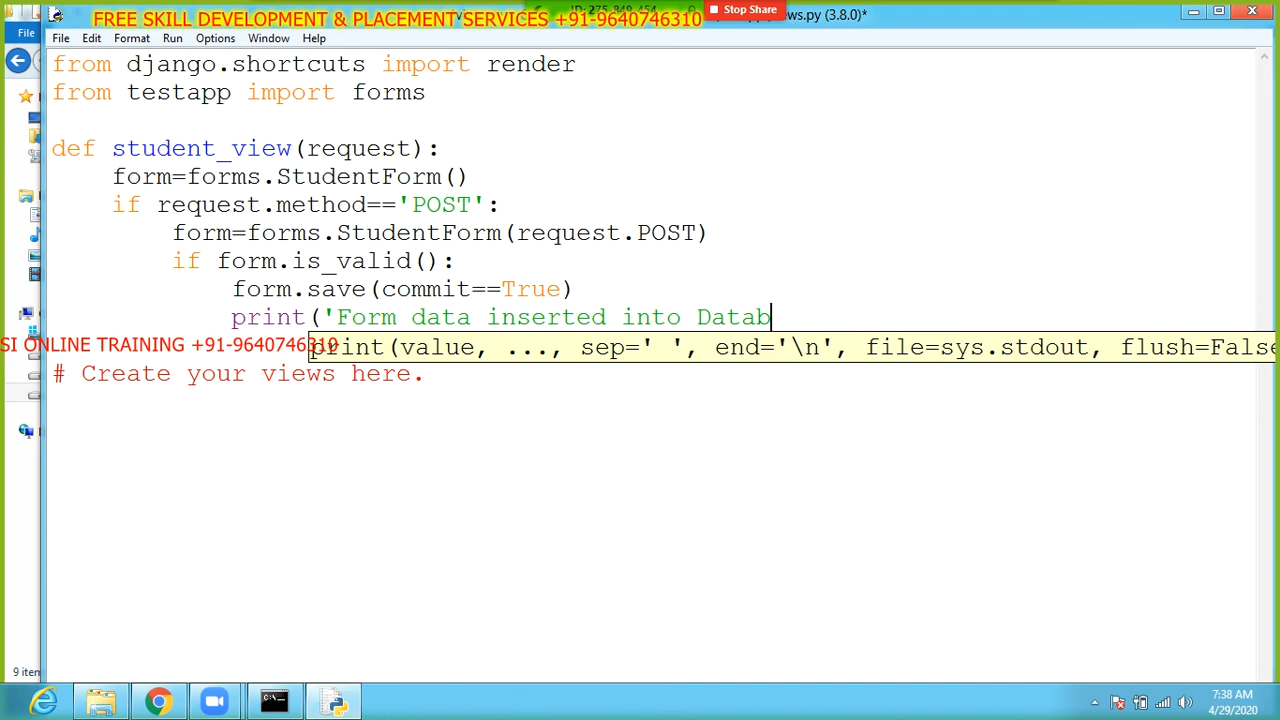 FREE SKILL DEVELOPMENT & PLACEMENT SERVICES +91-9640746310
Stop Share
ws.py (3.8.0)*
File
File Edit Format Run Options Window Help
from django.shortcuts import render
from testapp import forms
def student_view(request):
form=forms.StudentForm()
if request.method=='POST':
form=forms.StudentForm(request.POST)
if form.is_valid():
form.save(commit==True)
print('Form data inserted into Datab
SI ONLINE TRAINING +91-9640746310
print(value, ..., sep=' ', end='\n', file=sys.stdout, flush=False
# Create your views here.
9 item
7:38 AM
4/29/2020